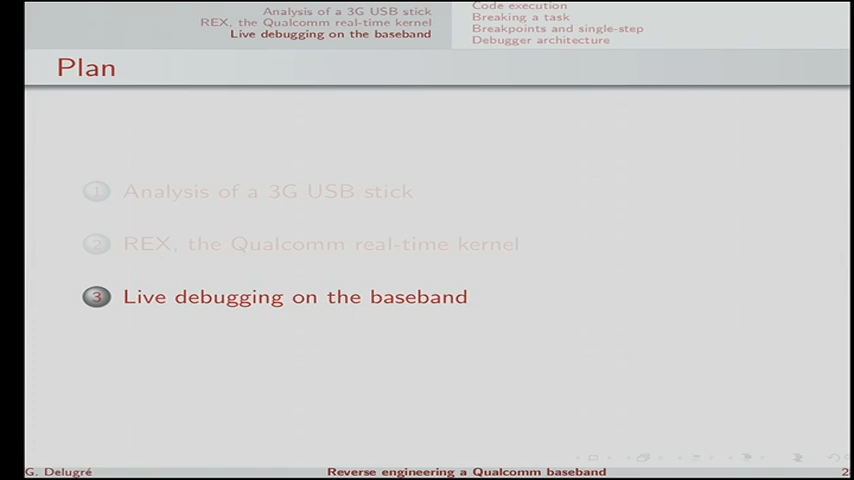 Analysis of a 3G USB stick
REX, the Qualcomm real-time kernel
Live debugging on the baseband
Code execution
Breaking a task
Breakpoints and single-step
Debugger architecture
Plan
1 Analysis of a 3G USB stick
2 REX, the Qualcomm real-time kernel
3 Live debugging on the baseband
G. Delugré
Reverse engineering a Qualcomm baseband